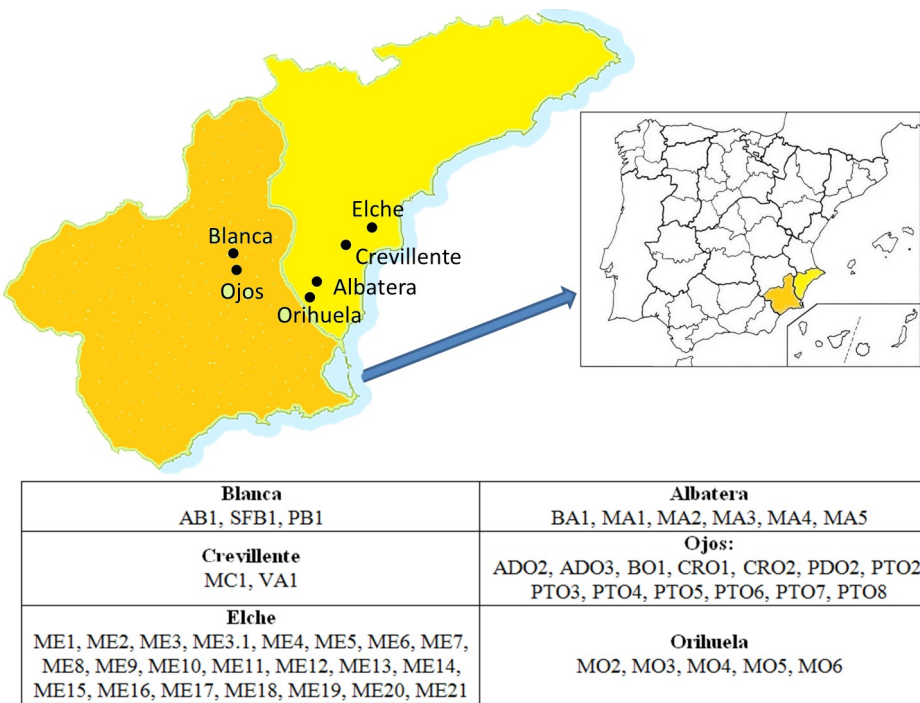 Elche
Blanca
Crevillente
Ojos
Albatera
Orihuela
Blanca
AB1, SFB1, PB1
Albatera
BA1, MA1, MA2, MA3, MA4, MA5
Crevillente
MC1, VA1
Ojos:
ADO2, ADO3, BO1, CRO1, CRO2, PDO2, PTO2
PTO3, PTO4, PTO5, PTO6, PTO7, PTO8
Elche
ME1, ME2, ME3, ME3.1, ME4, ME5, ME6, ME7,
ME8, ME9, ME10, ME11, ME12, ME13, ME14,
ME15, ME16, ME17, ME18, ME19, ME20, ME21
Orihuela
MO2, MO3, MO4, MO5, MO6